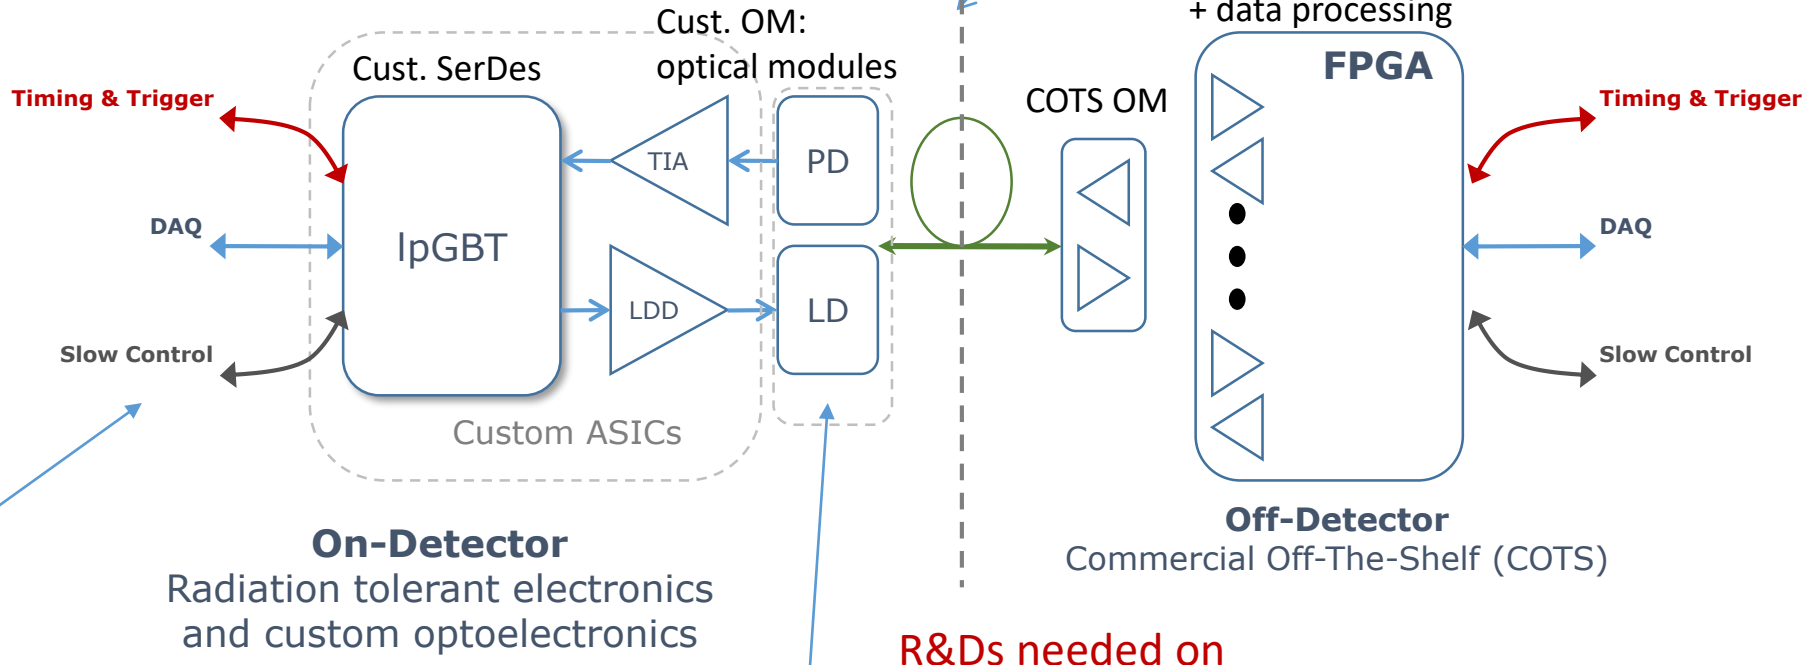 Cust. OM:
optical modules
+ data processing
Cust. SerDes
FPGA
COTS OM
Timing & Trigger
Timing & Trigger
TIA
PD
DAQ
lpGBT
DAQ
LDD
LD
Slow Control
Slow Control
Custom ASICs
On-Detector
Radiation tolerant electronics
and custom optoelectronics
Off-Detector
Commercial Off-The-Shelf (COTS)
R&Ds needed on